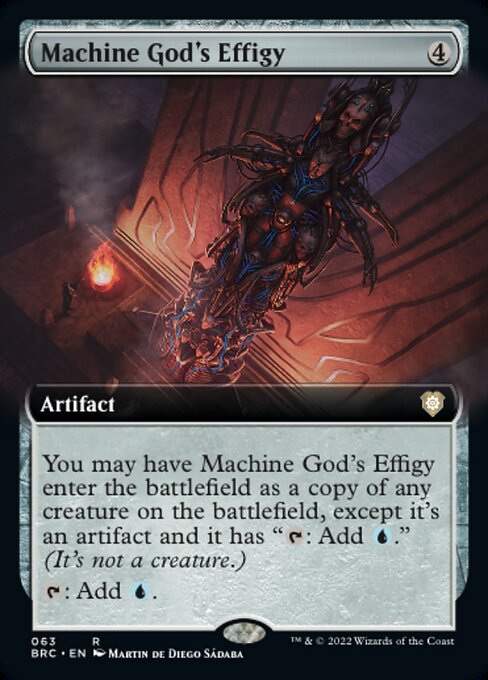 Machine God's Effigy 4
Artifact
You may have Machine God's Effigy
enter the battlefield as a copy of any
creature on the battlefield, except it's
an artifact and it has “: Add .”
(It's not a creature.)
: Add .
063 R
BRC • EN Martin de Diego Sádaba
™ & © 2022 Wizards of the Coast